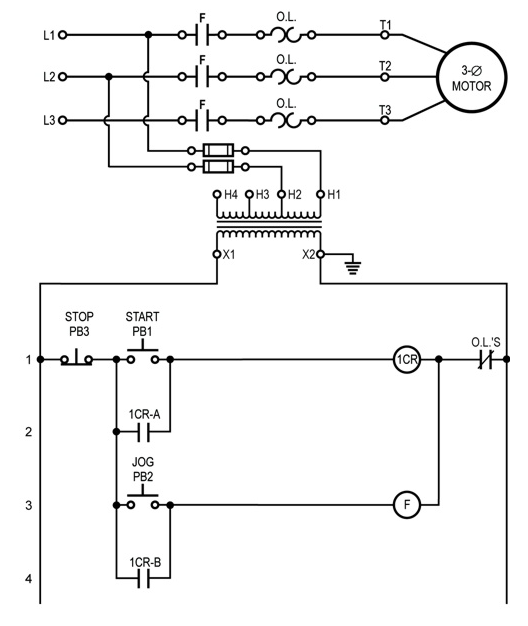 F
O.L.
L1
T1
F
O.L.
L2
T2
3-Ø
MOTOR
F
O.L.
L3
T3
H4
H3
H2
H1
X1
X2
STOP
PB3
START
PB1
O.L.'S
1
1CR
1CR-A
2
JOG
PB2
3
F
1CR-B
4